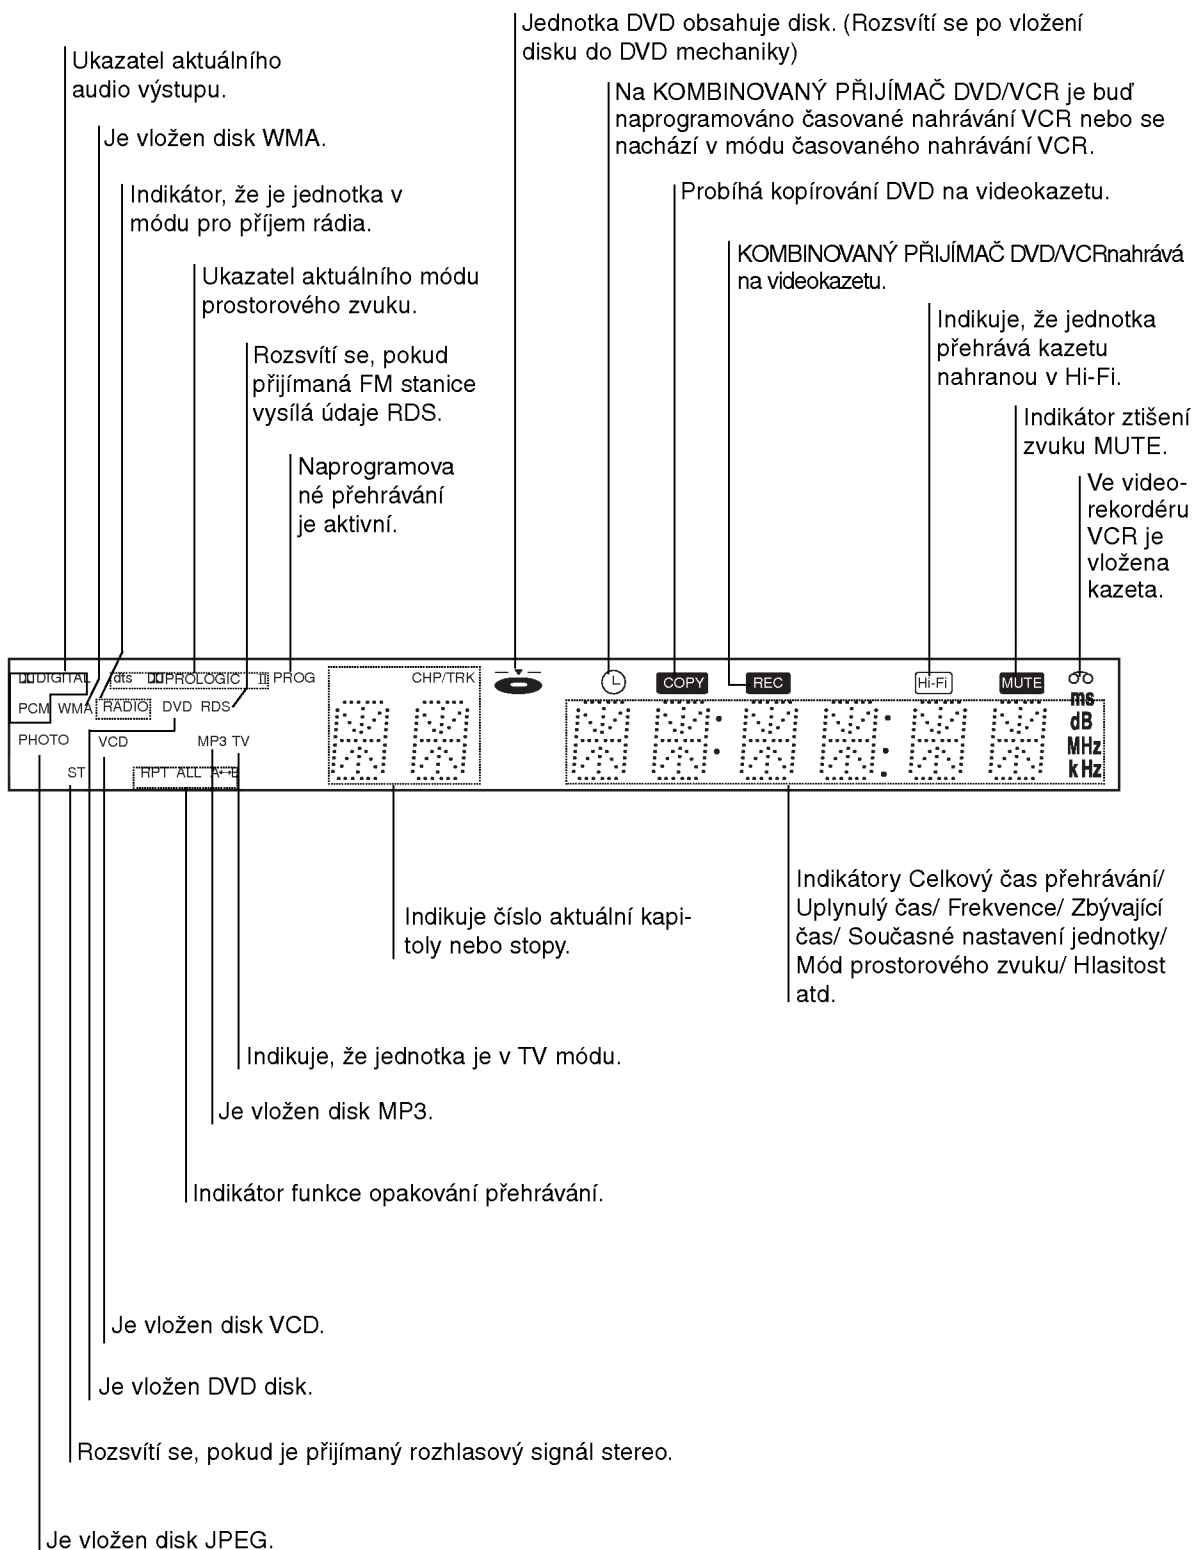 Jednotka DVD obsahuje disk. (Rozsvítí se po vložení
disku do DVD mechaniky)
Ukazatel aktuálního
audio výstupu.
Na KOMBINOVANÝ PŘIJÍMAČ DVD/VCR je buď
naprogramováno časované nahrávání VCR nebo se
nachází v módu časovaného nahrávání VCR.
Je vložen disk WMA.
Indikátor, že je jednotka v
módu pro příjem rádia.
Probíhá kopírování DVD na videokazetu.
KOMBINOVANÝ PŘIJÍMAČ DVD/VCRnahrává
na videokazetu.
Ukazatel aktuálního módu
prostorového zvuku.
Indikuje, že jednotka
přehrává kazetu
nahranou v Hi-Fi.
Rozsvítí se, pokud
přijímaná FM stanice
vysílá údaje RDS.
Indikátor ztišení
zvuku MUTE.
Naprogramova
né přehrávání
je aktivní.
Ve video-
rekordéru
VCR je
vložena
kazeta.
DIGITAL dts PROLOGIC II PROG CHP/TRK COPY REC Hi-Fi MUTE
PCM WMA RADIO DVD RDS ms
dB
PHOTO VCD MP3 TV MHz
ST RPT ALL A↔B kHz
Indikátory Celkový čas přehrávání/
Uplynulý čas/ Frekvence/ Zbývající
čas/ Současné nastavení jednotky/
Mód prostorového zvuku/ Hlasitost
atd.
Indikuje číslo aktuální kapi-
toly nebo stopy.
Indikuje, že jednotka je v TV módu.
Je vložen disk MP3.
Indikátor funkce opakování přehrávání.
Je vložen disk VCD.
Je vložen DVD disk.
Rozsvítí se, pokud je přijímaný rozhlasový signál stereo.
Je vložen disk JPEG.